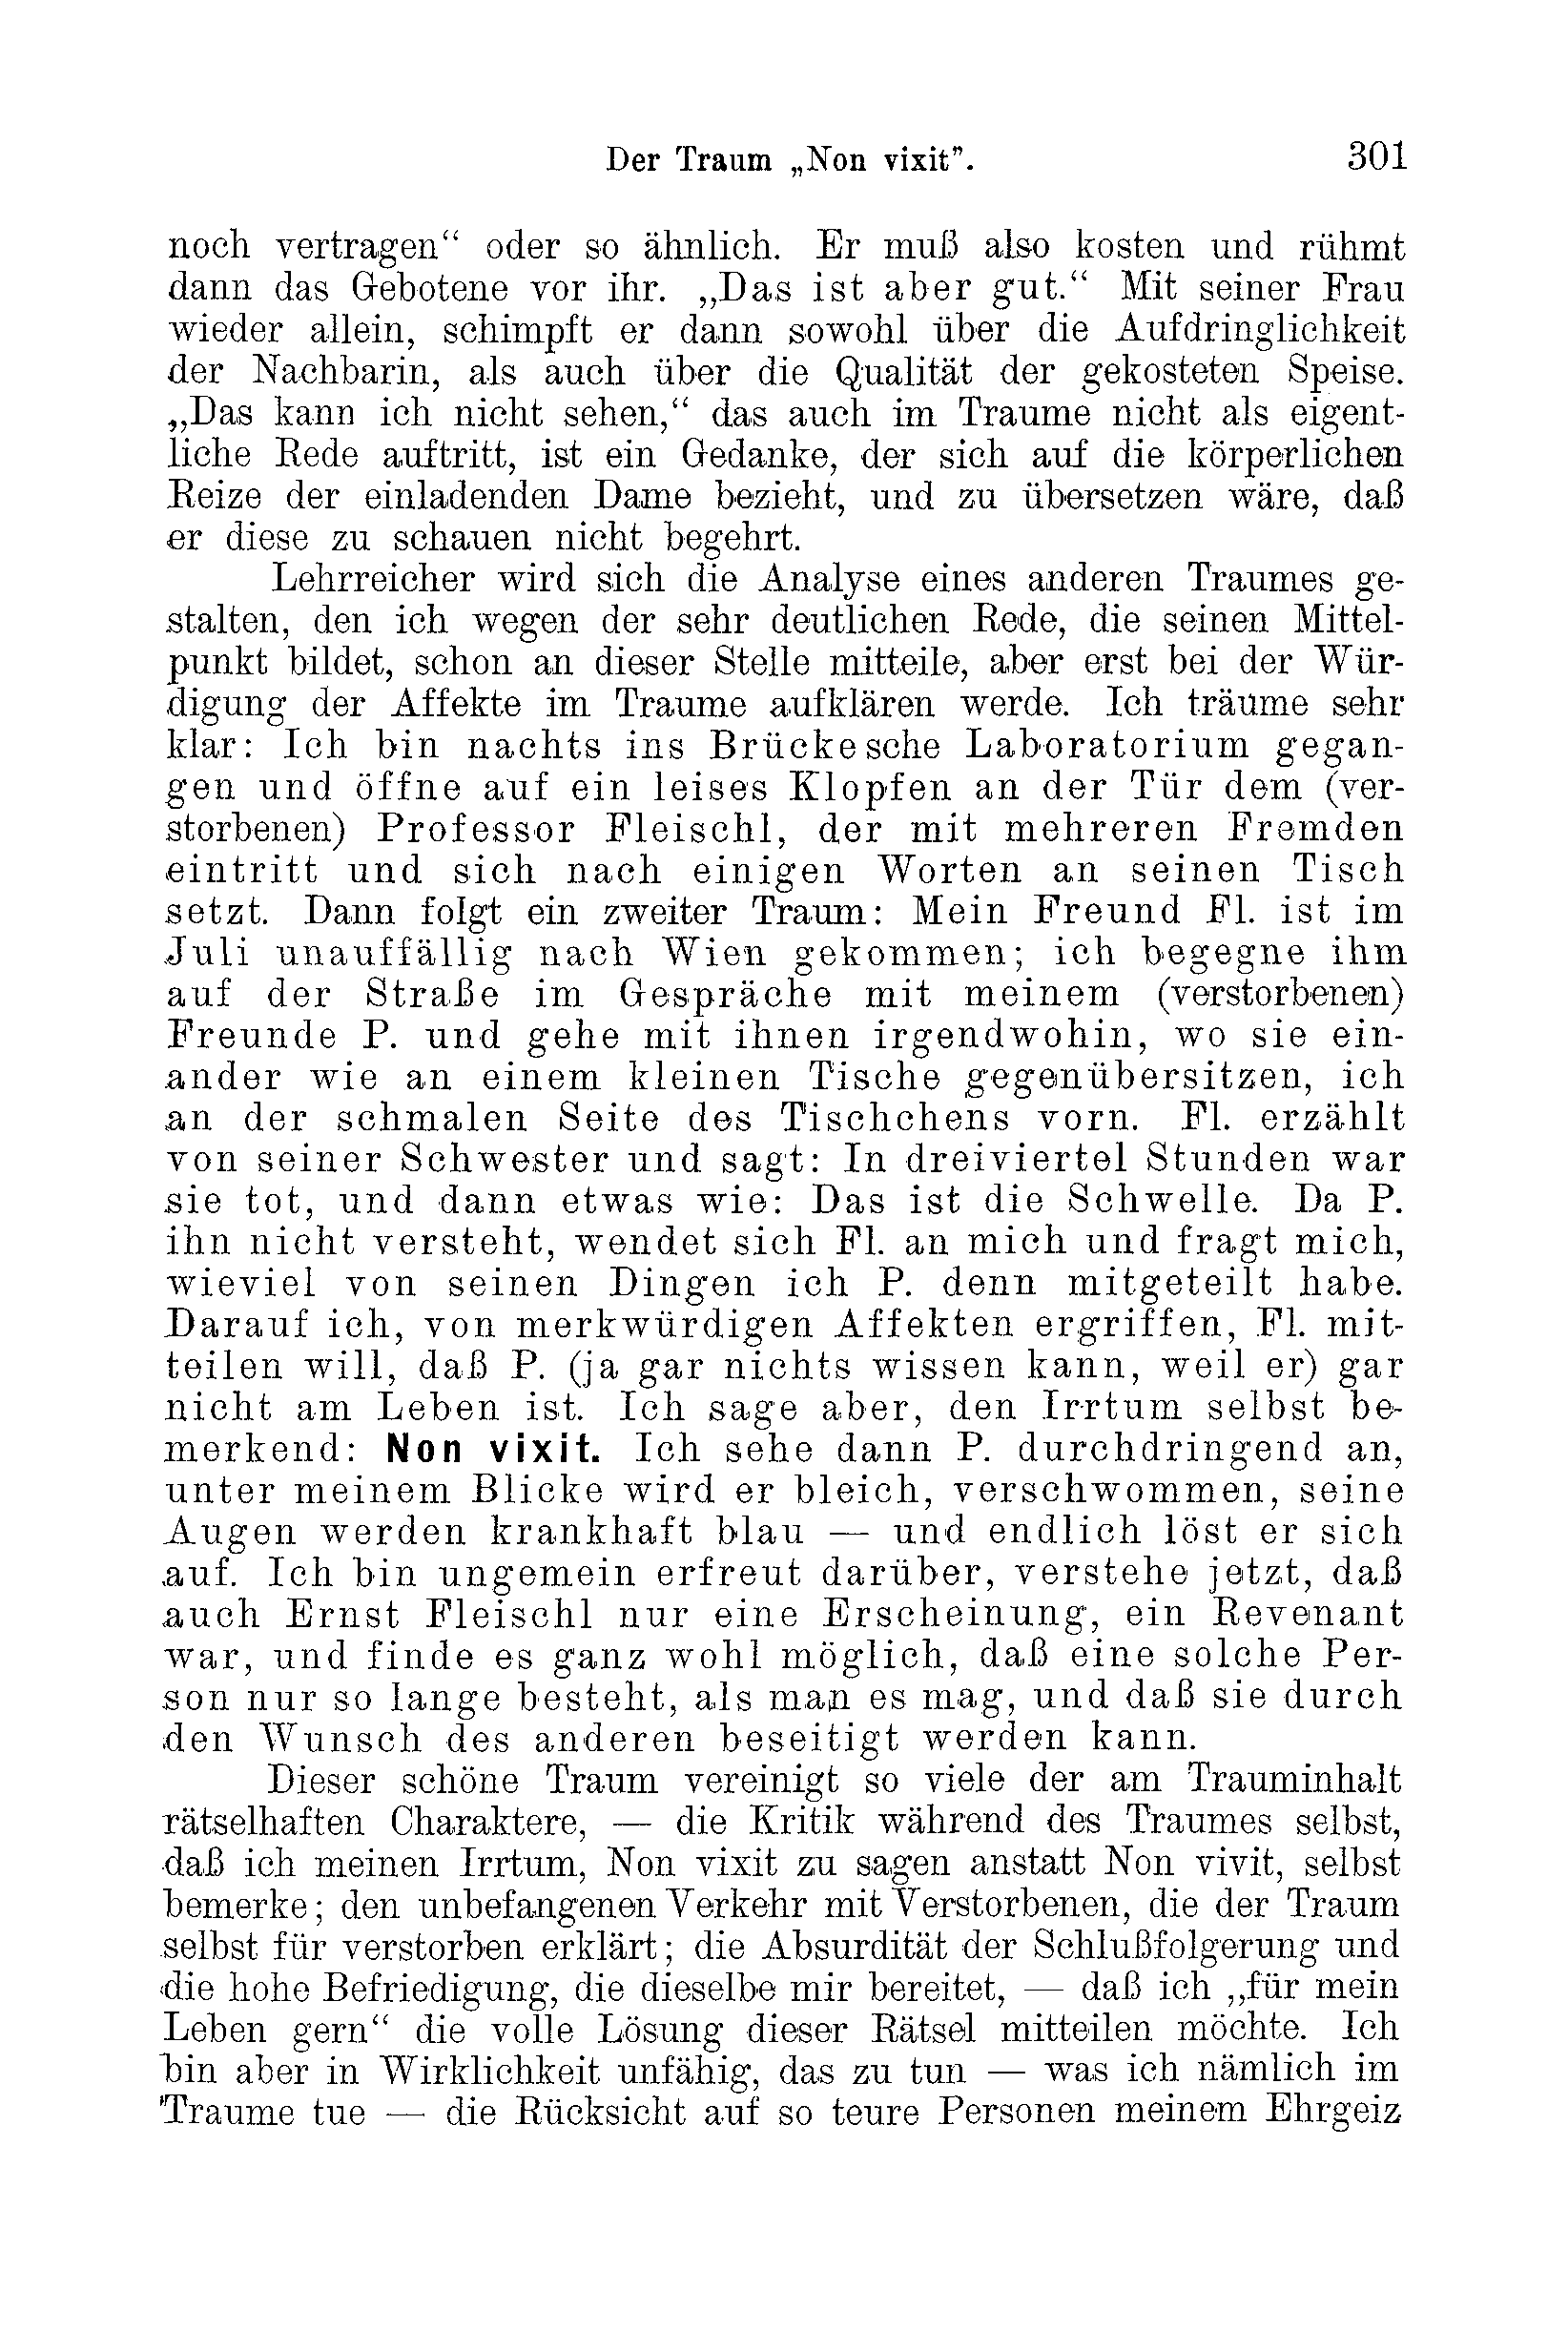 Der Traum „Non vixit”.
301
noch vertragen“ oder so ähnlich. Er muß also kosten und rühmt
dann das Gebotene vor ihr. „Das ist aber gut.“ Mit seiner Frau
wieder allein, schimpft er dann sowohl über die Aufdringlichkeit
der Nachbarin, als auch über die Qualität der gekosteten Speise.
„Das kann ich nicht sehen,“ das auch im Traume nicht als eigent-
liche Rede auftritt, ist ein Gedanke, der sich auf die körperlichen
Reize der einladenden Dame bezieht, und zu übersetzen wäre, daß
er diese zu schauen nicht begehrt.
Lehrreicher wird sich die Analyse eines anderen Traumes ge-
stalten, den ich wegen der sehr deutlichen Rede, die seinen Mittel-
punkt bildet, schon an dieser Stelle mitteile, aber erst bei der Wür-
digung der Affekte im Traume aufklären werde. Ich träume sehr
klar: Ich bin nachts ins Brückesche Laboratorium gegan-
gen und öffne auf ein leises Klopfen an der Tür dem (ver-
storbenen) Professor Fleischl, der mit mehreren Fremden
eintritt und sich nach einigen Worten an seinen Tisch
setzt. Dann folgt ein zweiter Traum: Mein Freund Fl. ist im
Juli unauffällig nach Wien gekommen; ich begegne ihm
auf der Straße im Gespräche mit meinem (verstorbenen)
Freunde P. und gehe mit ihnen irgendwohin, wo sie ein-
ander wie an einem kleinen Tische gegenübersitzen, ich
an der schmalen Seite des Tischchens vorn. Fl. erzählt
von seiner Schwester und sagt: In dreiviertel Stunden war
sie tot, und dann etwas wie: Das ist die Schwelle. Da P.
ihn nicht versteht, wendet sich Fl. an mich und fragt mich,
wieviel von seinen Dingen ich P. denn mitgeteilt habe.
Darauf ich, von merkwürdigen Affekten ergriffen, Fl. mit-
teilen will, daß P. (ja gar nichts wissen kann, weil er) gar
nicht am Leben ist. Ich sage aber, den Irrtum selbst be-
merkend: Non vixit. Ich sehe dann P. durchdringend an,
unter meinem Blicke wird er bleich, verschwommen, seine
Augen werden krankhaft blau — und endlich löst er sich
auf. Ich bin ungemein erfreut darüber, verstehe jetzt, daß
auch Ernst Fleischl nur eine Erscheinung, ein Revenant
war, und finde es ganz wohl möglich, daß eine solche Per-
son nur so lange besteht, als man es mag, und daß sie durch
den Wunsch des anderen beseitigt werden kann.
Dieser schöne Traum vereinigt so viele der am Trauminhalt
rätselhaften Charaktere, — die Kritik während des Traumes selbst,
daß ich meinen Irrtum, Non vixit zu sagen anstatt Non vivit, selbst
bemerke; den unbefangenen Verkehr mit Verstorbenen, die der Traum
selbst für verstorben erklärt; die Absurdität der Schlußfolgerung und
die hohe Befriedigung, die dieselbe mir bereitet, — daß ich „für mein
Leben gern“ die volle Lösung dieser Rätsel mitteilen möchte. Ich
bin aber in Wirklichkeit unfähig, das zu tun — was ich nämlich im
Traume tue — die Rücksicht auf so teure Personen meinem Ehrgeiz